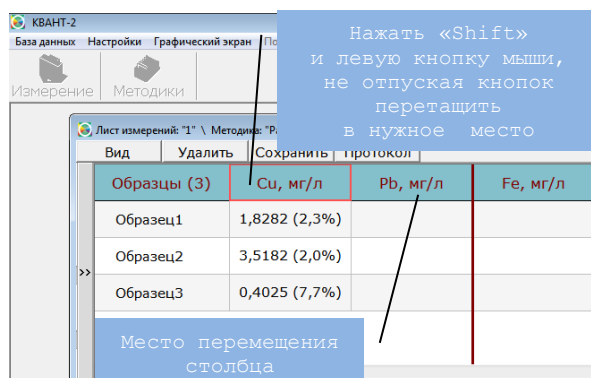 КВАНТ-2
База данных Настройки Графический экран По
Нажать «Shift»
и левую кнопку мыши,
не отпуская кнопок
перетащить
в нужное место
Измерение Методики
Лист измерений: "1" \ Методика: "Ра
Вид Удалить Сохранить Протокол
Образцы (3) Cu, мг/л Pb, мг/л Fe, мг/л
Образец1 1,8282 (2,3%)
Образец2 3,5182 (2,0%)
>>
Образец3 0,4025 (7,7%)
Место перемещения
столбца